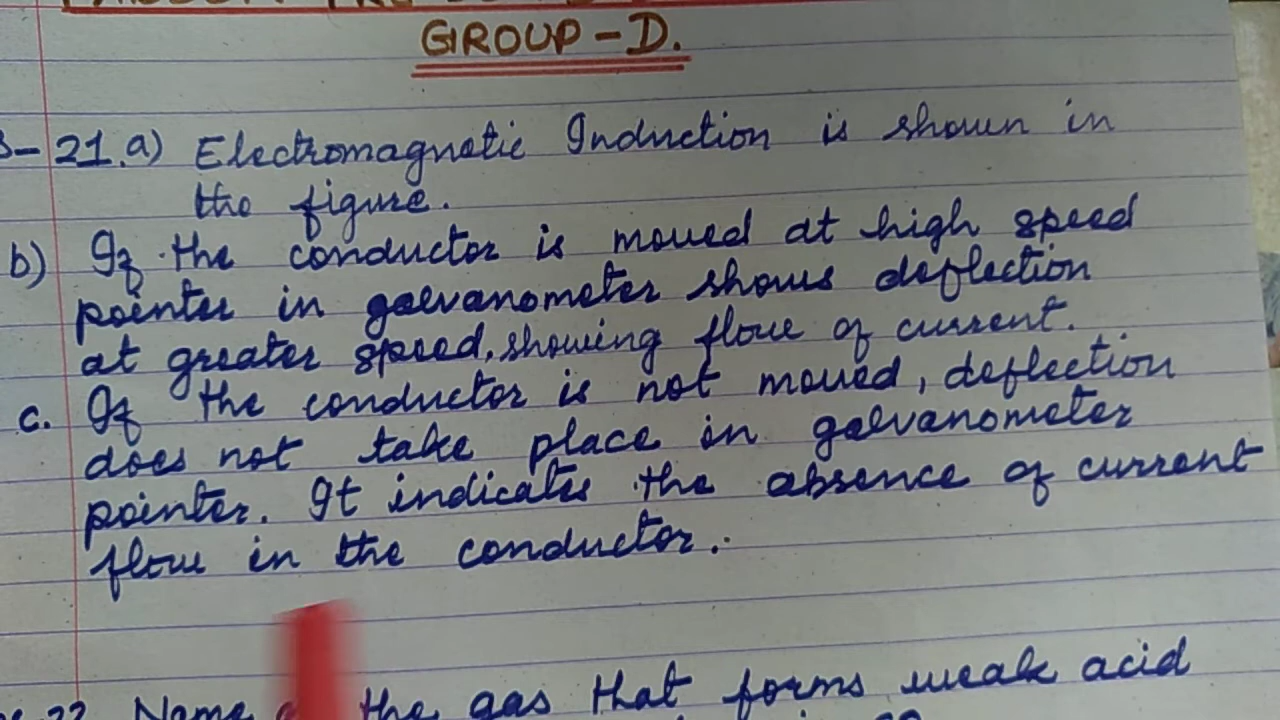 GROUP-D.
21.a) Electromagnetic Induction is shown in
the figure.
b) If the conductor is moved at high speed
pointer in galvanometer shows deflection
at greater speed, showing flow of current.
c. If the conductor is not moved, deflection
does not take place in galvanometer
pointer. It indicates the absence of current
flow in the conductor.
22 Name the gas that forms weak acid